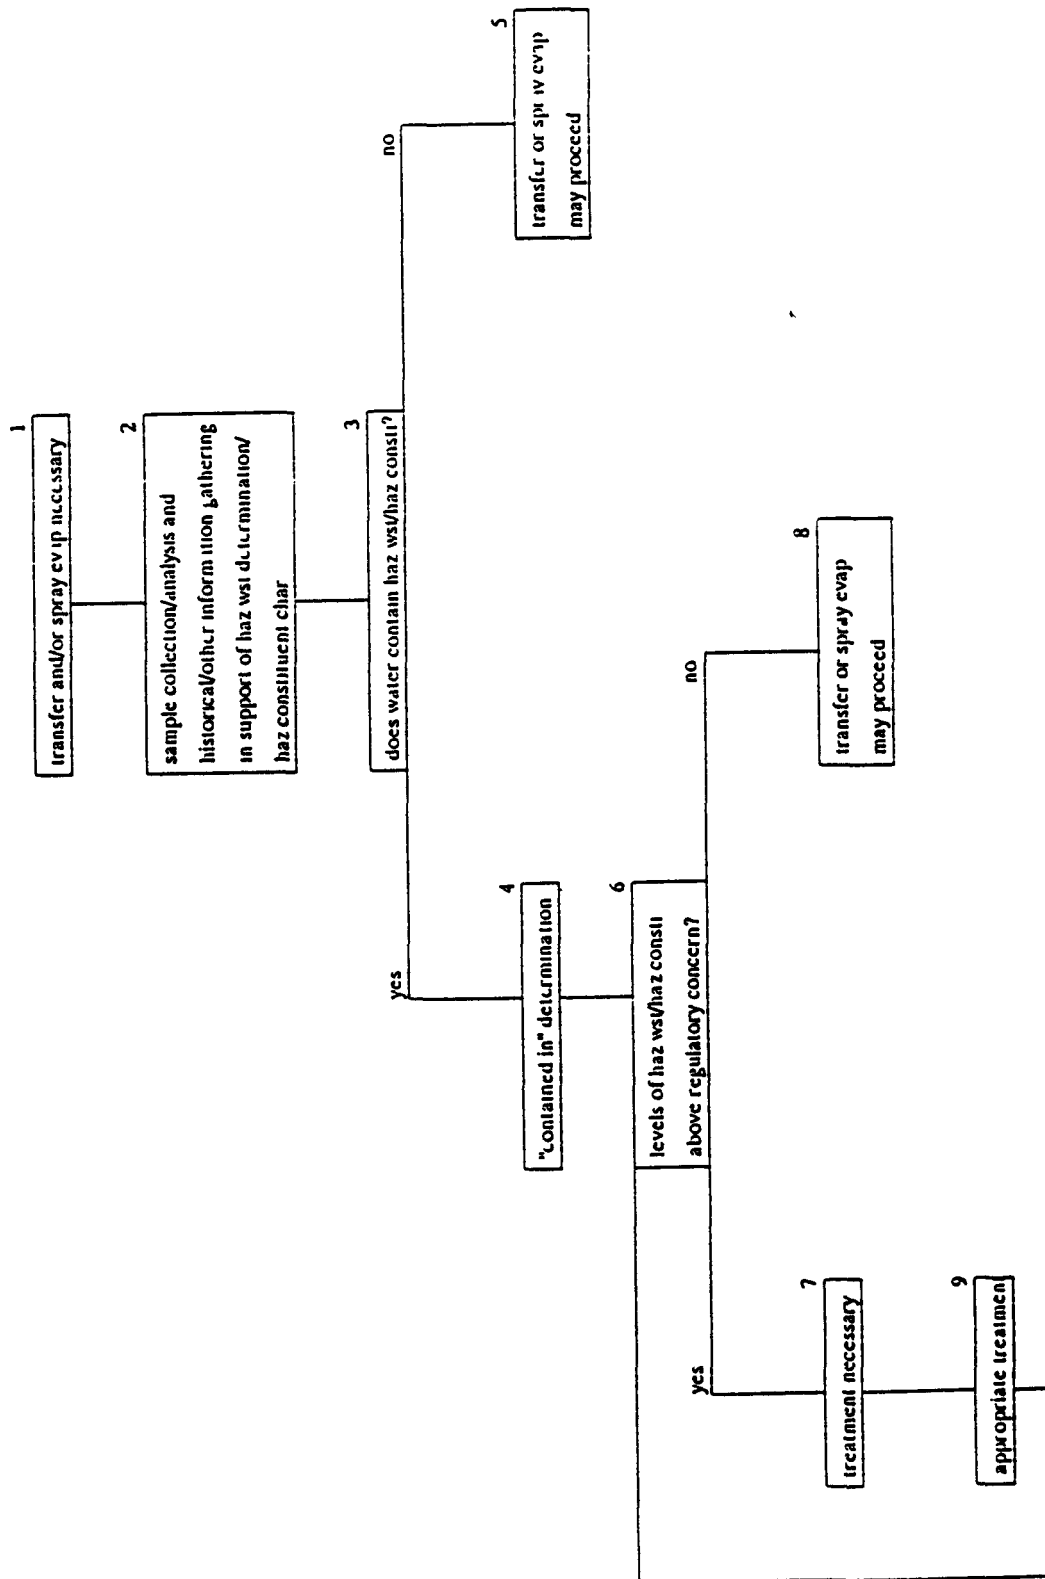 1
transfer and/or spray evap necessary
2
sample collection/analysis and
historical/other information gathering
in support of haz wst determination/
haz constituent char
3
does water contain haz wst/haz constit?
yes
no
4
"contained in" determination
5
transfer or spray evap
may proceed
6
levels of haz wst/haz constit
above regulatory concern?
yes
no
7
treatment necessary
8
transfer or spray evap
may proceed
9
appropriate treatment